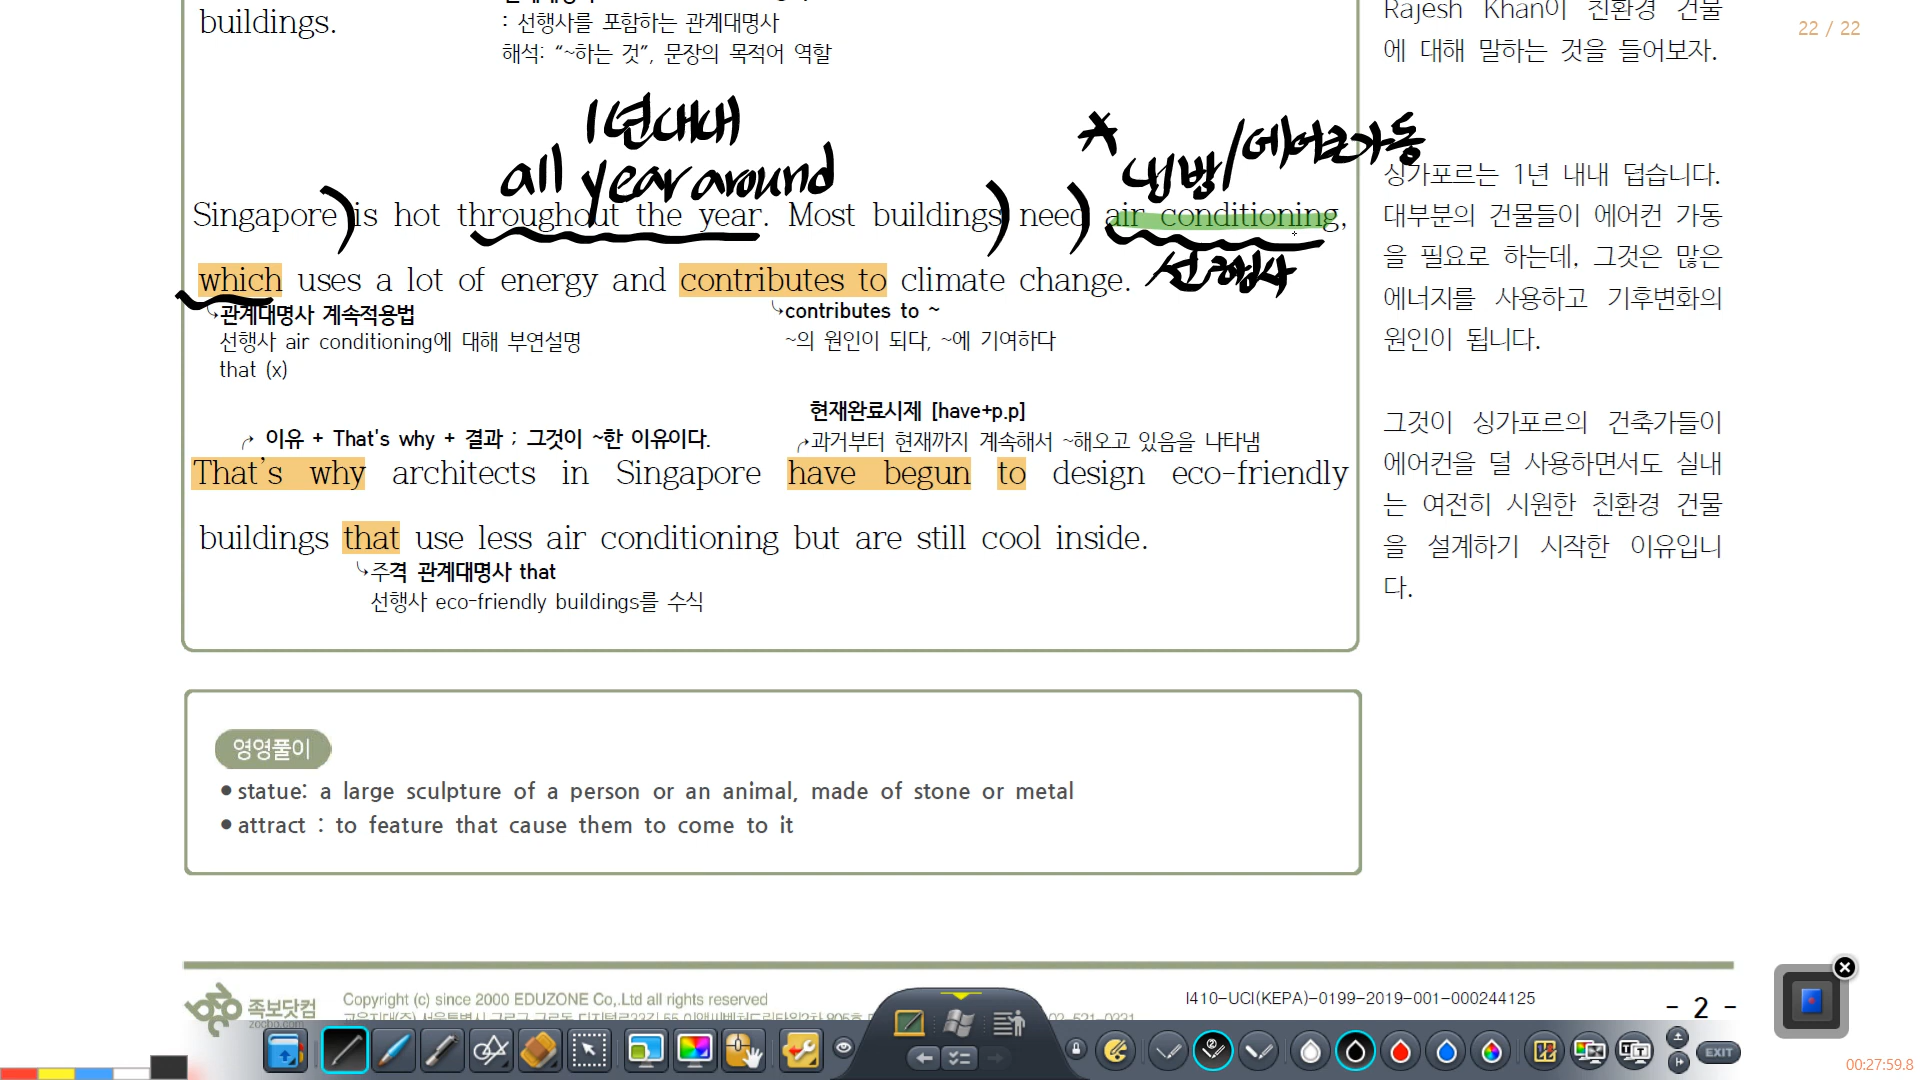 buildings.
: 선행사를 포함하는 관계대명사
해석: “~하는 것”, 문장의 목적어 역할
Rajesh Khan이 친환경 건물
에 대해 말하는 것을 들어보자.
22 / 22
1년내내
all year around
냉방/에어컨가동
Singapore is hot throughout the year. Most buildings need air conditioning,
which uses a lot of energy and contributes to climate change.
선행사
관계대명사 계속적용법
선행사 air conditioning에 대해 부연설명
that (x)
contributes to ~
~의 원인이 되다, ~에 기여하다
이유 + That's why + 결과 ; 그것이 ~한 이유이다.
현재완료시제 [have+p.p]
과거부터 현재까지 계속해서 ~해오고 있음을 나타냄
That's why architects in Singapore have begun to design eco-friendly
buildings that use less air conditioning but are still cool inside.
주격 관계대명사 that
선행사 eco-friendly buildings를 수식
싱가포르는 1년 내내 덥습니다.
대부분의 건물들이 에어컨 가동
을 필요로 하는데, 그것은 많은
에너지를 사용하고 기후변화의
원인이 됩니다.
그것이 싱가포르의 건축가들이
에어컨을 덜 사용하면서도 실내
는 여전히 시원한 친환경 건물
을 설계하기 시작한 이유입니
다.
영영풀이
● statue: a large sculpture of a person or an animal, made of stone or metal
● attract : to feature that cause them to come to it
족보닷컴
zocbo.com
Copyright (c) since 2000 EDUZONE Co,.Ltd all rights reserved
I410-UCI(KEPA)-0199-2019-001-000244125
- 2 -
EXIT
00:27:59.8